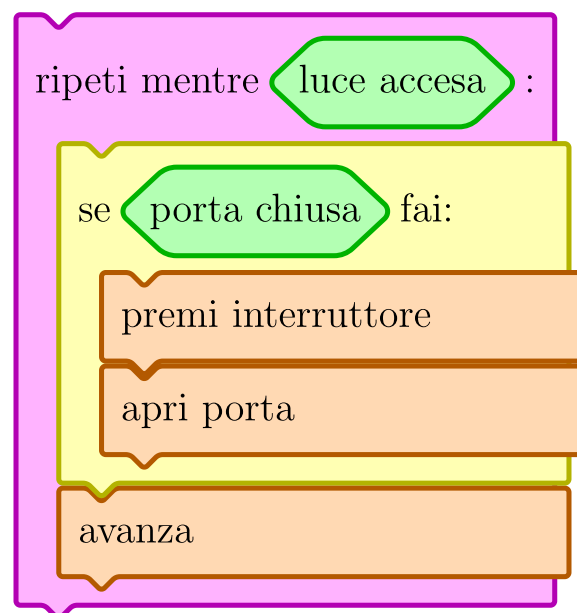 ripeti mentre luce accesa :
se porta chiusa fai:
premi interruttore
apri porta
avanza